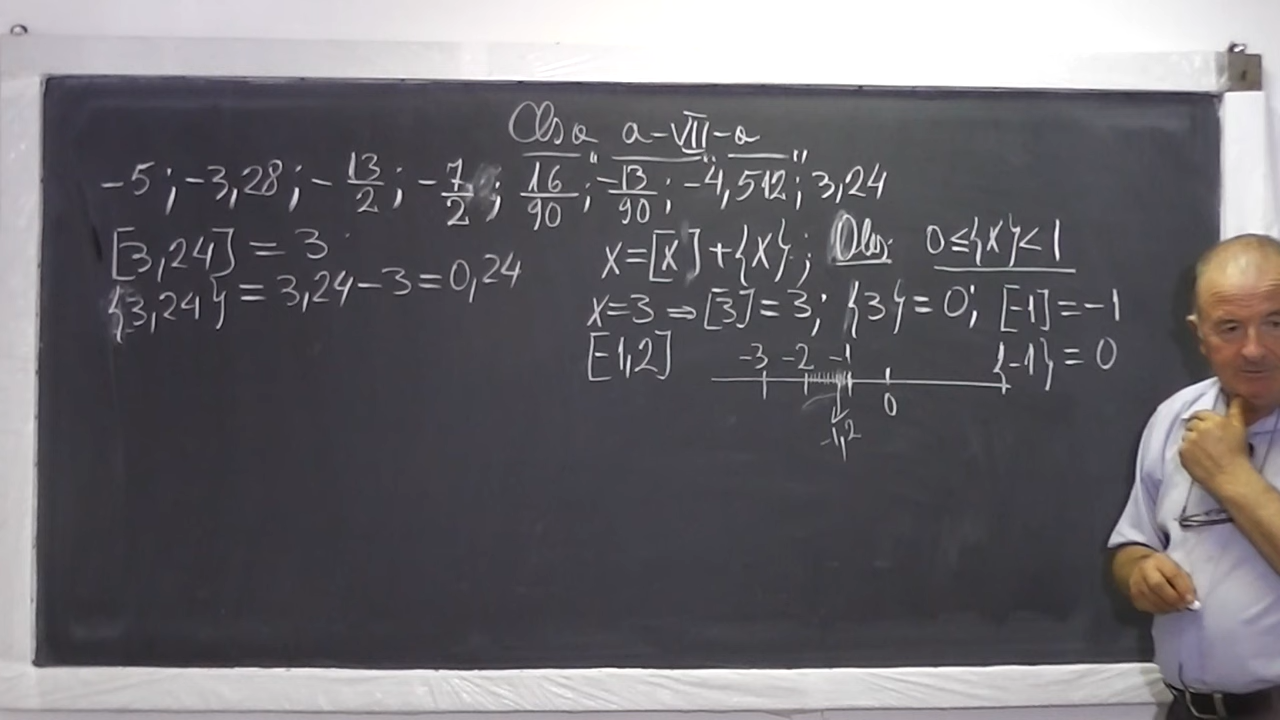 Clsa a-VII-a
-5; -3,28; -13/2; -7/2; 16/90; -13/90; -4,512; 3,24
[3,24] = 3
{3,24} = 3,24-3=0,24
x=[x]+{x}; Obs. 0≤{x}<1
x=3 ⇒ [3]=3; {3}=0; [-1]=-1
[-1,2]
{-1} = 0
-3 -2 -1
0
-1,2